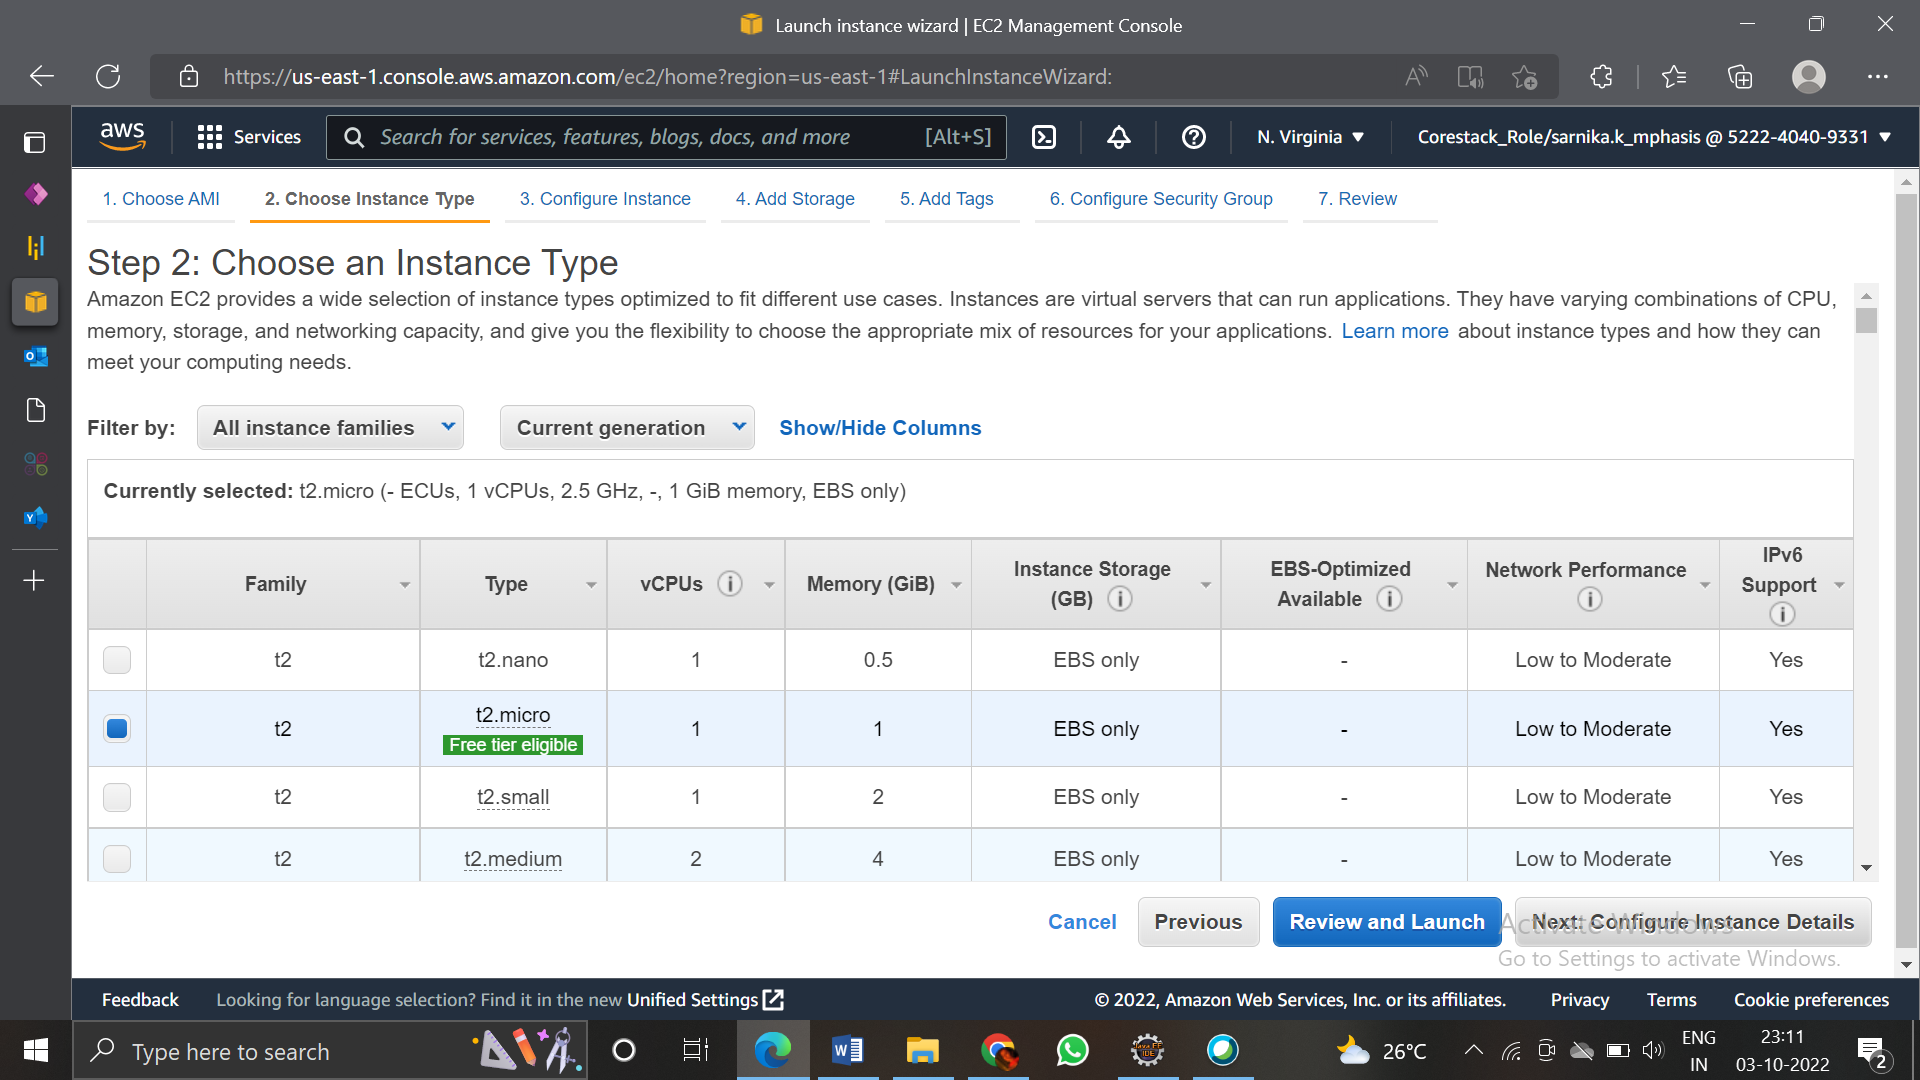 Launch instance wizard | EC2 Management Console
https://us-east-1.console.aws.amazon.com/ec2/home?region=us-east-1#LaunchInstanceWizard:
aws
Services
Search for services, features, blogs, docs, and more
[Alt+S]
N. Virginia
Corestack_Role/sarnika.k_mphasis @ 5222-4040-9331
1. Choose AMI
2. Choose Instance Type
3. Configure Instance
4. Add Storage
5. Add Tags
6. Configure Security Group
7. Review
Step 2: Choose an Instance Type
Amazon EC2 provides a wide selection of instance types optimized to fit different use cases. Instances are virtual servers that can run applications. They have varying combinations of CPU,
memory, storage, and networking capacity, and give you the flexibility to choose the appropriate mix of resources for your applications. Learn more about instance types and how they can
meet your computing needs.
Filter by:
All instance families
Current generation
Show/Hide Columns
Currently selected: t2.micro (- ECUs, 1 vCPUs, 2.5 GHz, -, 1 GiB memory, EBS only)
Family
Type
vCPUs
Memory (GiB)
Instance Storage
(GB)
EBS-Optimized
Available
Network Performance
IPv6
Support
t2 t2.nano 1 0.5 EBS only - Low to Moderate Yes
t2 t2.micro 1 1 EBS only - Low to Moderate Yes
Free tier eligible
t2 t2.small 1 2 EBS only - Low to Moderate Yes
t2 t2.medium 2 4 EBS only - Low to Moderate Yes
Cancel
Previous
Review and Launch
Next: Configure Instance Details
Activate Windows
Go to Settings to activate Windows.
Feedback
Looking for language selection? Find it in the new Unified Settings
© 2022, Amazon Web Services, Inc. or its affiliates.
Privacy
Terms
Cookie preferences
Type here to search
26°C
ENG
IN
23:11
03-10-2022
2